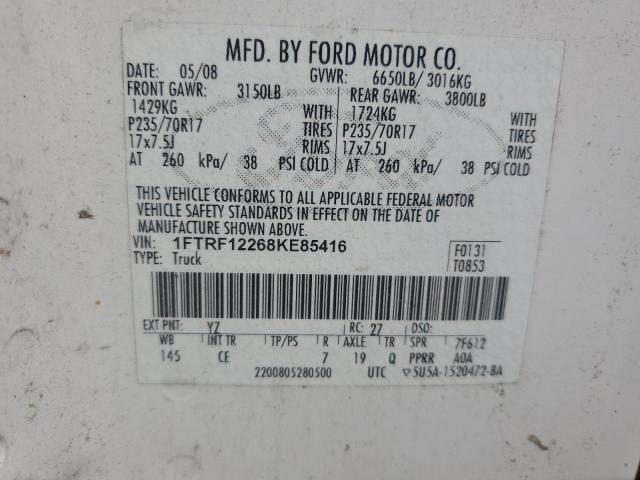 MFD. BY FORD MOTOR CO.
DATE: 05/08 GVWR: 6650LB/ 3016KG
FRONT GAWR: 3150LB REAR GAWR: 3800LB
1429KG WITH 1724KG WITH
P235/70R17 TIRES P235/70R17 TIRES
17x7.5J RIMS 17x7.5J RIMS
AT 260 kPa/ 38 PSI COLD AT 260 kPa/ 38 PSI COLD
THIS VEHICLE CONFORMS TO ALL APPLICABLE FEDERAL MOTOR
VEHICLE SAFETY STANDARDS IN EFFECT ON THE DATE OF
MANUFACTURE SHOWN ABOVE.
VIN: 1FTRF12268KE85416 F0131
TYPE: Truck T0853
EXT PNT: YZ RC: 27 DSO:
WB INT TR TP/PS R AXLE TR SPR 7F612
145 CE 7 19 Q PPRR A0A
2200805280500 UTC ▽5U5A-1520472-BA